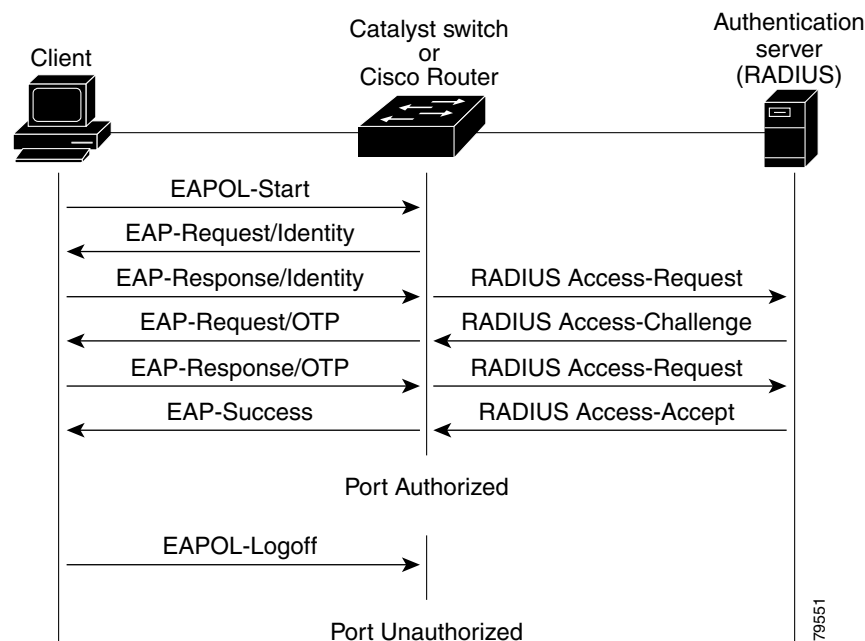 Client
Catalyst switch
or
Cisco Router
Authentication
server
(RADIUS)
EAPOL-Start
EAP-Request/Identity
EAP-Response/Identity
RADIUS Access-Request
EAP-Request/OTP
RADIUS Access-Challenge
EAP-Response/OTP
RADIUS Access-Request
EAP-Success
RADIUS Access-Accept
Port Authorized
EAPOL-Logoff
Port Unauthorized
79551